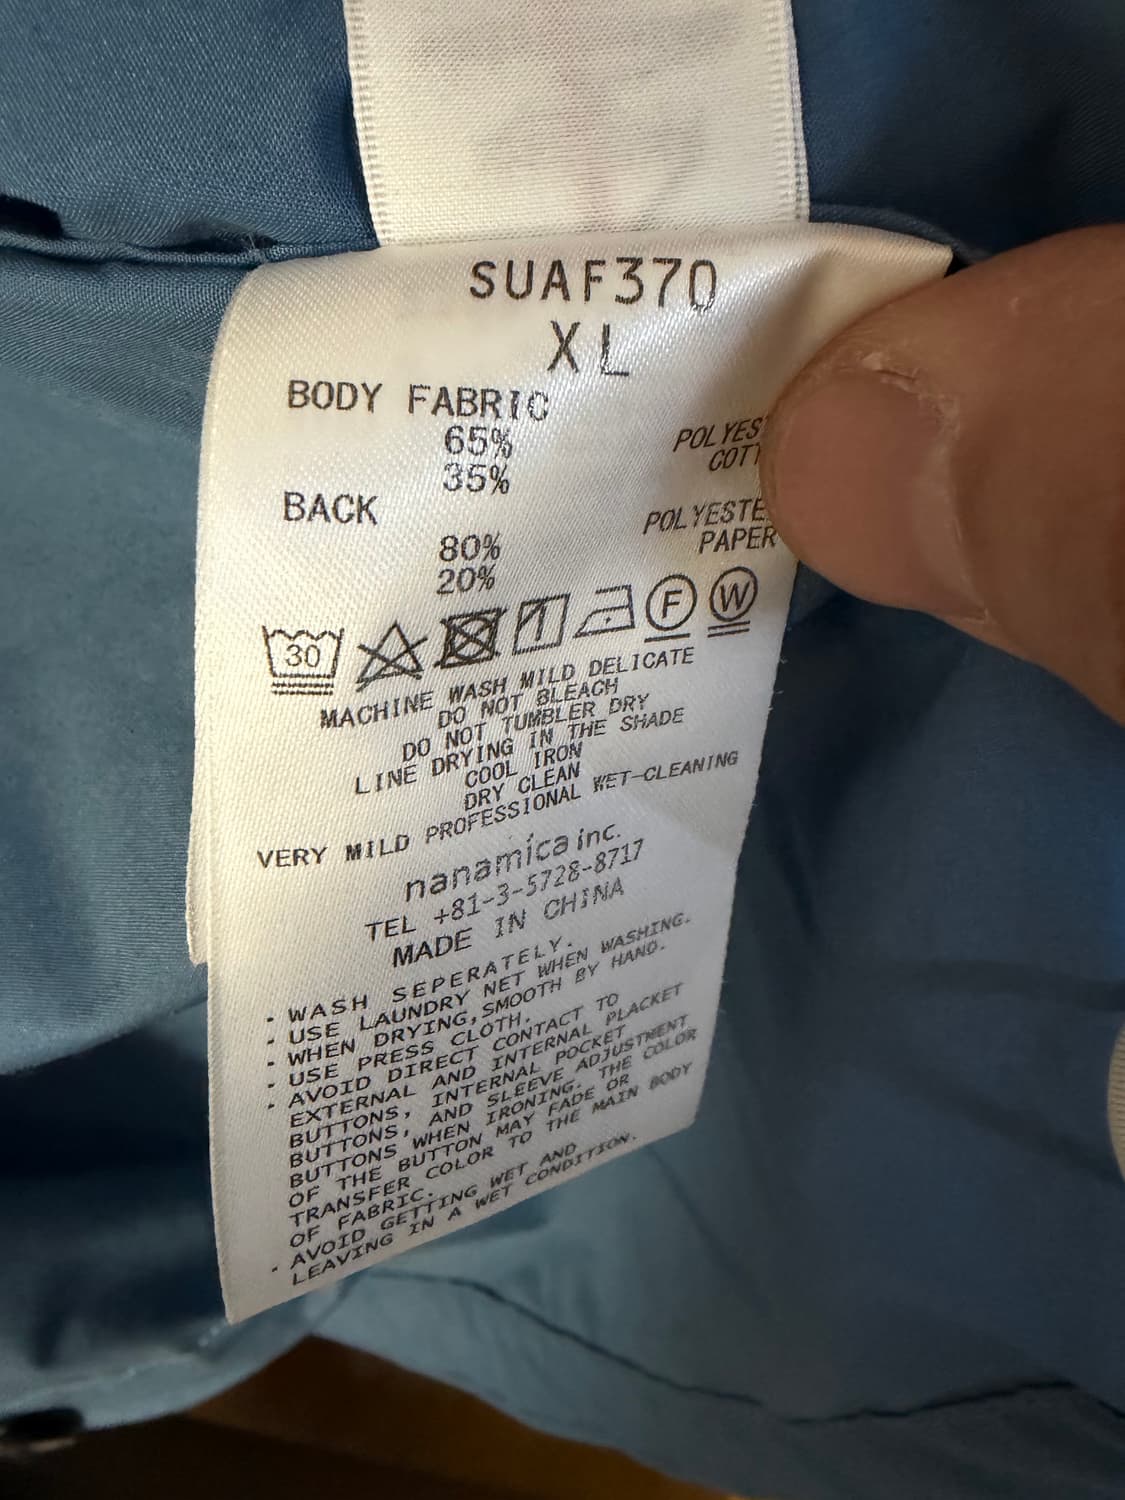 SUAF370
XL
BODY FABRIC
65% POLYES
35% COTT
BACK
80% POLYESTE
20% PAPER
30 F W
MACHINE WASH MILD DELICATE
DO NOT BLEACH
DO NOT TUMBLER DRY
LINE DRYING IN THE SHADE
COOL IRON
DRY CLEAN
VERY MILD PROFESSIONAL WET-CLEANING
nanamica inc.
TEL +81-3-5728-8717
MADE IN CHINA
· WASH SEPERATELY.
· USE LAUNDRY NET WHEN WASHING.
· WHEN DRYING, SMOOTH BY HAND.
· USE PRESS CLOTH.
· AVOID DIRECT CONTACT TO
EXTERNAL AND INTERNAL PLACKET
BUTTONS, INTERNAL POCKET
BUTTONS, AND SLEEVE ADJUSTMENT
BUTTONS WHEN IRONING. THE COLOR
OF THE BUTTON MAY FADE OR
TRANSFER COLOR TO THE MAIN BODY
OF FABRIC.
· AVOID GETTING WET AND
LEAVING IN A WET CONDITION.